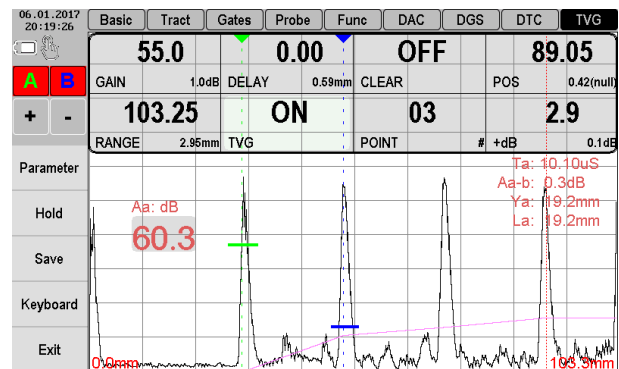 06.01.2017
20:19:26
Basic Tract Gates Probe Func DAC DGS DTC TVG
55.0 0.00 OFF 89.05
GAIN 1.0dB DELAY 0.59mm CLEAR POS 0.42(null)
A B
103.25 ON 03 2.9
+ -
RANGE 2.95mm TVG POINT # +dB 0.1dB
Parameter
Hold
Save
Keyboard
Exit
Ta: 10.10uS
Aa-b: 0.3dB
Ya: 19.2mm
La: 19.2mm
Aa: dB
60.3
0.0mm 103.3mm